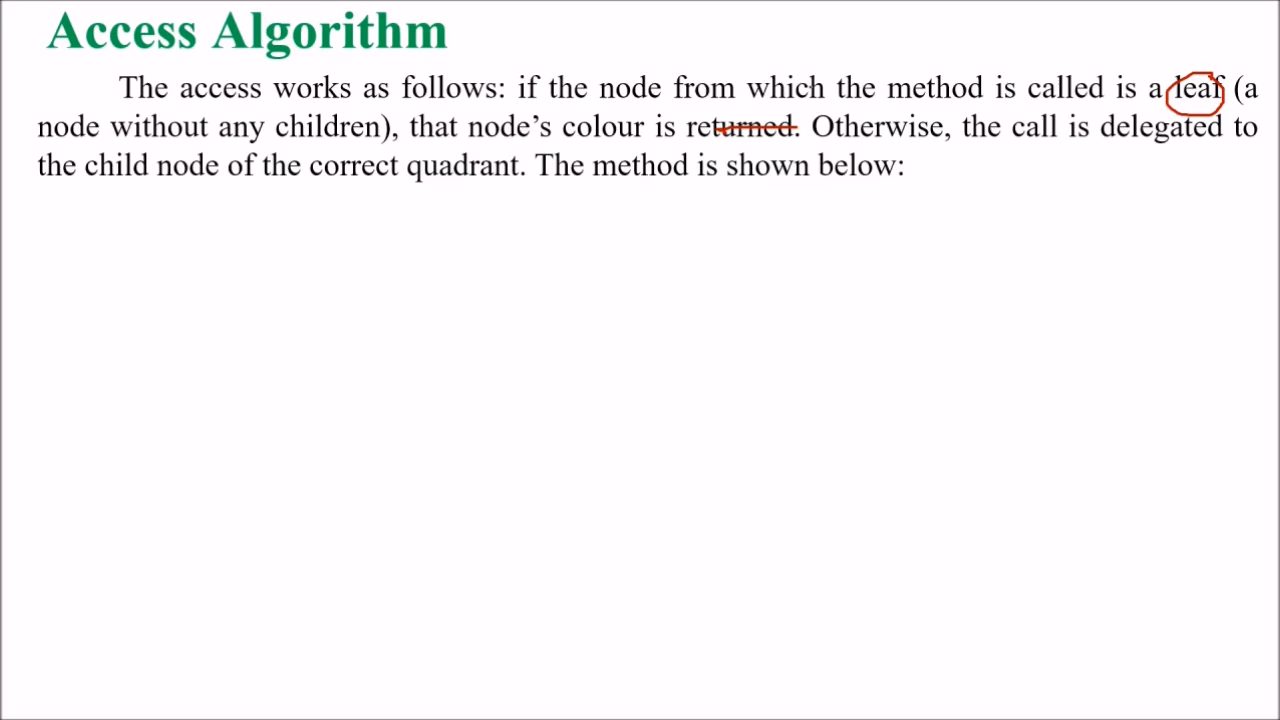 Access Algorithm
The access works as follows: if the node from which the method is called is a leaf (a
node without any children), that node’s colour is returned. Otherwise, the call is delegated to
the child node of the correct quadrant. The method is shown below: